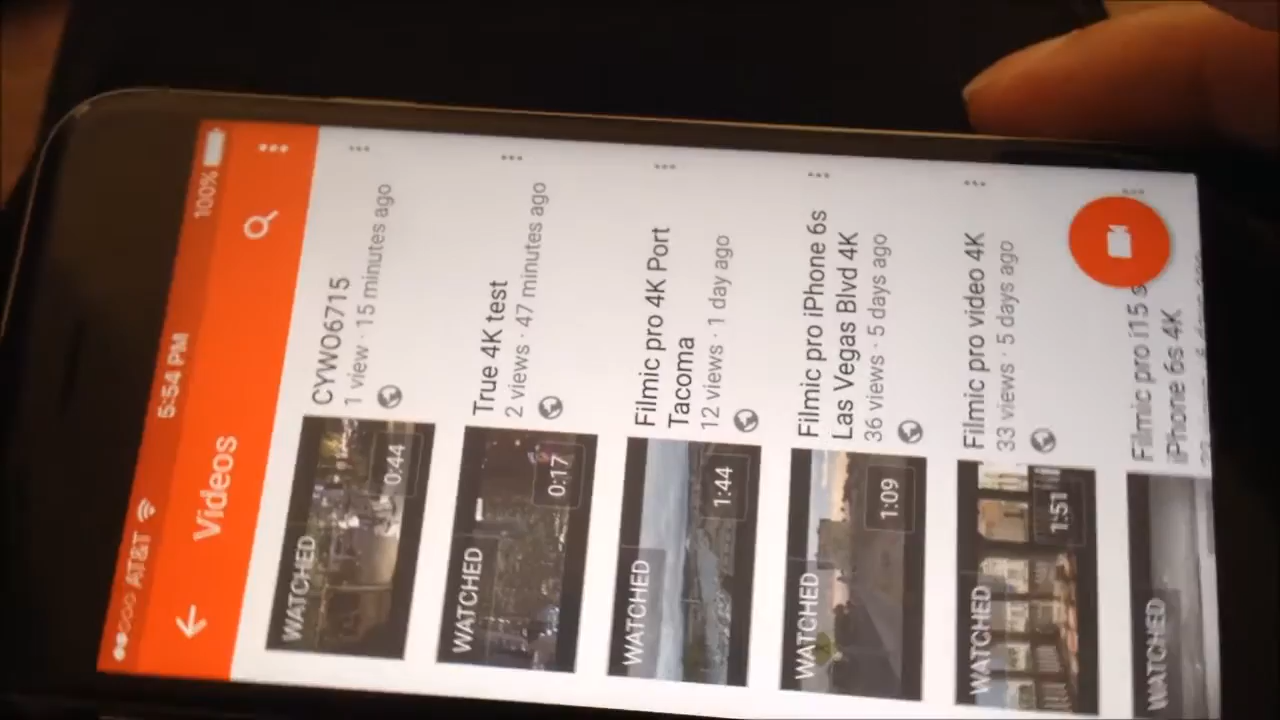 AT&T 5:54 PM 100%
Videos
WATCHED
0:44
CYWO6715
1 view · 15 minutes ago
WATCHED
0:17
True 4K test
2 views · 47 minutes ago
WATCHED
1:44
Filmic pro 4K Port
Tacoma
12 views · 1 day ago
WATCHED
1:09
Filmic pro iPhone 6s
Las Vegas Blvd 4K
36 views · 5 days ago
WATCHED
1:51
Filmic pro video 4K
33 views · 5 days ago
WATCHED
Filmic pro i15 s
iPhone 6s 4K